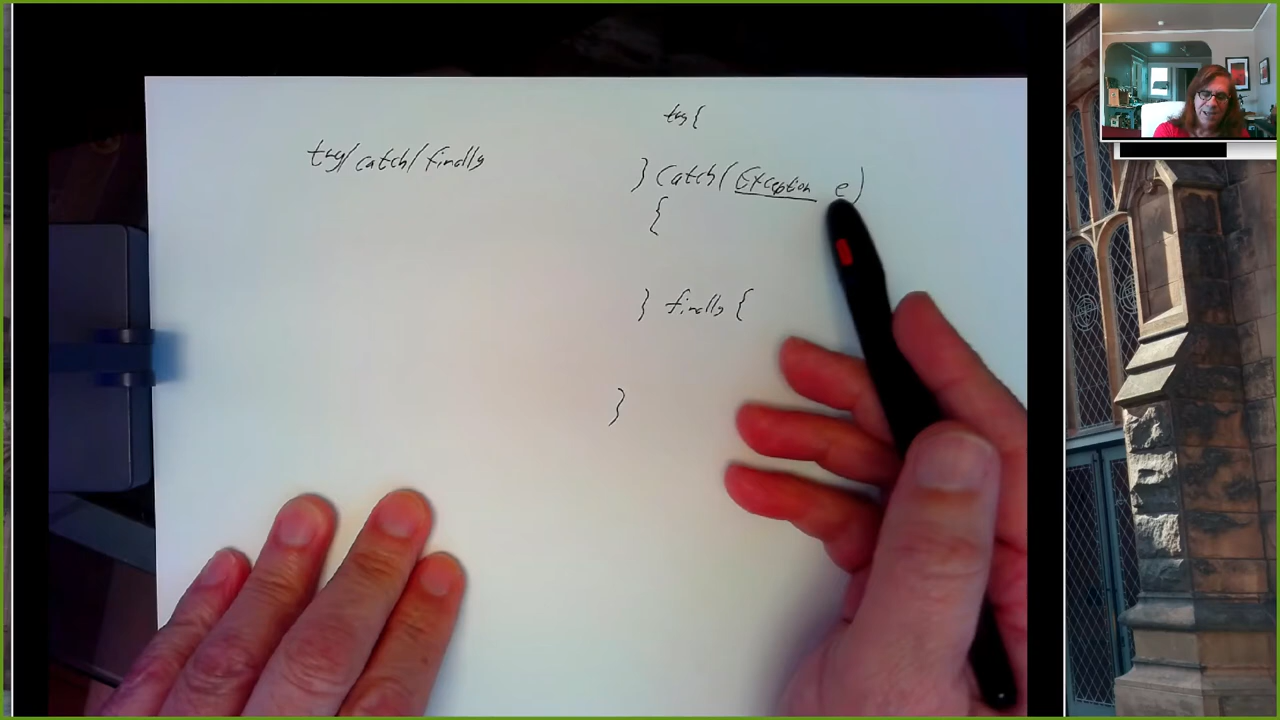 try/catch/finally
try{
} catch(Exception e)
{
} finally {
}